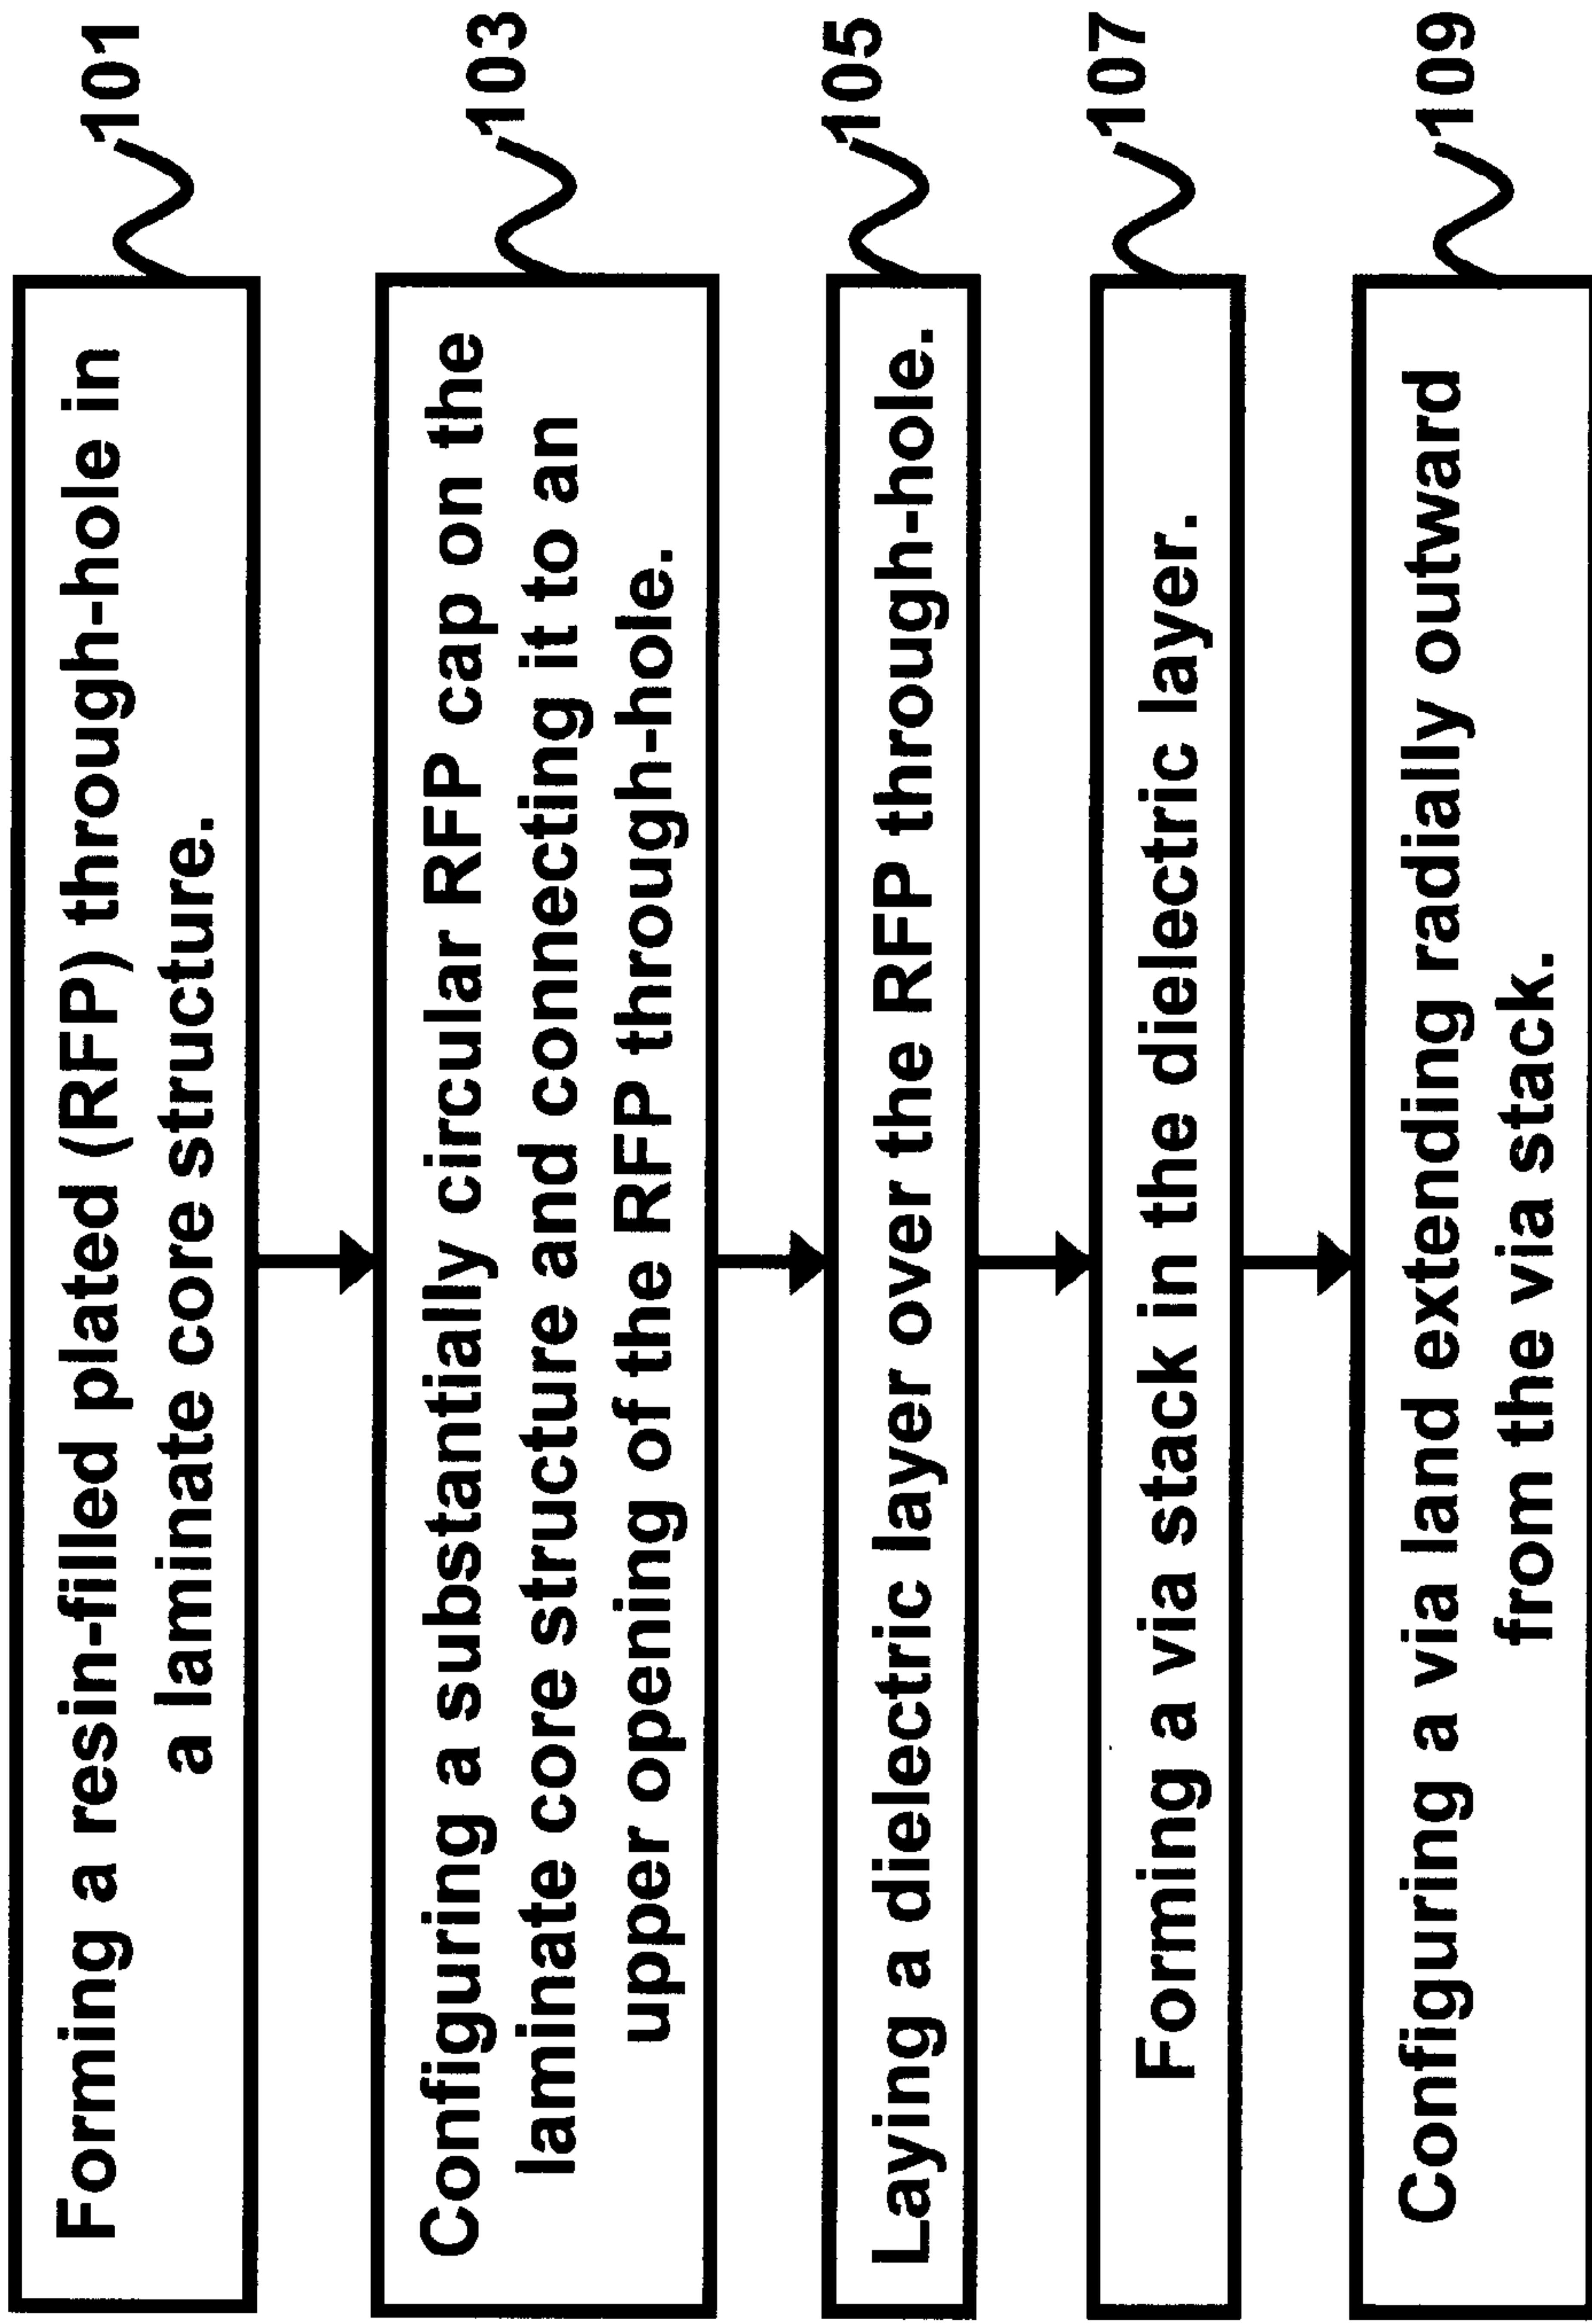 Forming a resin-filled plated (RFP) through-hole in
a laminate core structure.
101
Configuring a substantially circular RFP cap on the
laminate core structure and connecting it to an
upper opening of the RFP through-hole.
103
Laying a dielectric layer over the RFP through-hole.
105
Forming a via stack in the dielectric layer.
107
Configuring a via land extending radially outward
from the via stack.
109